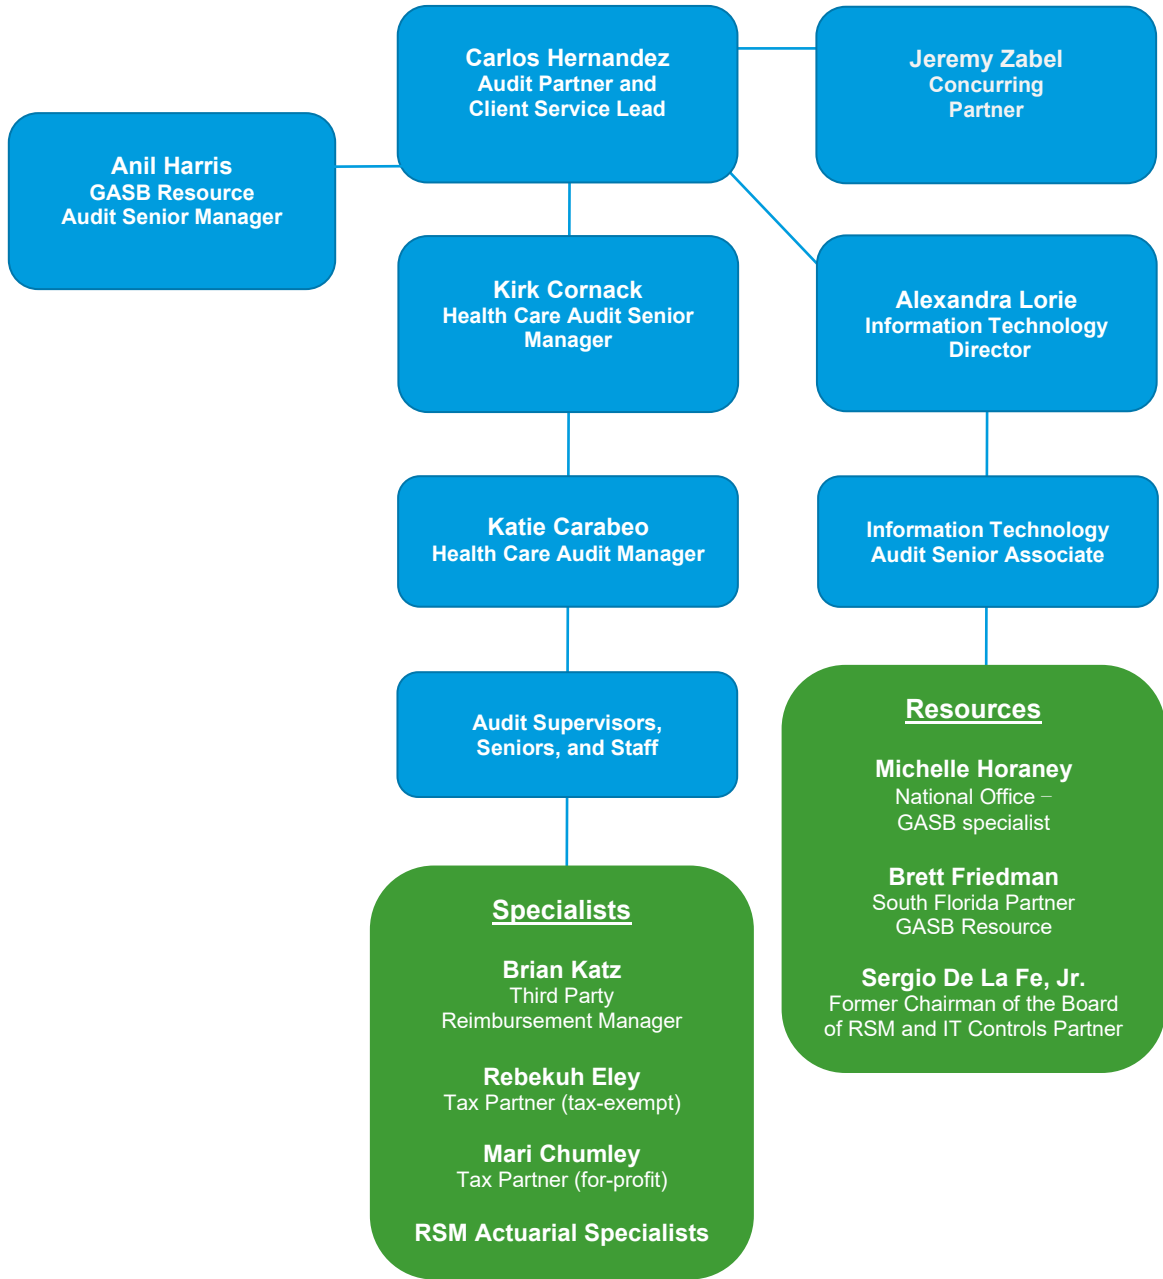 Carlos Hernandez
Audit Partner and
Client Service Lead
Jeremy Zabel
Concurring
Partner
Anil Harris
GASB Resource
Audit Senior Manager
Kirk Cornack
Health Care Audit Senior
Manager
Alexandra Lorie
Information Technology
Director
Katie Carabeo
Health Care Audit Manager
Information Technology
Audit Senior Associate
Audit Supervisors,
Seniors, and Staff
Resources
Michelle Horaney
National Office –
GASB specialist
Brett Friedman
South Florida Partner
GASB Resource
Sergio De La Fe, Jr.
Former Chairman of the Board
of RSM and IT Controls Partner
Specialists
Brian Katz
Third Party
Reimbursement Manager
Rebekuh Eley
Tax Partner (tax-exempt)
Mari Chumley
Tax Partner (for-profit)
RSM Actuarial Specialists